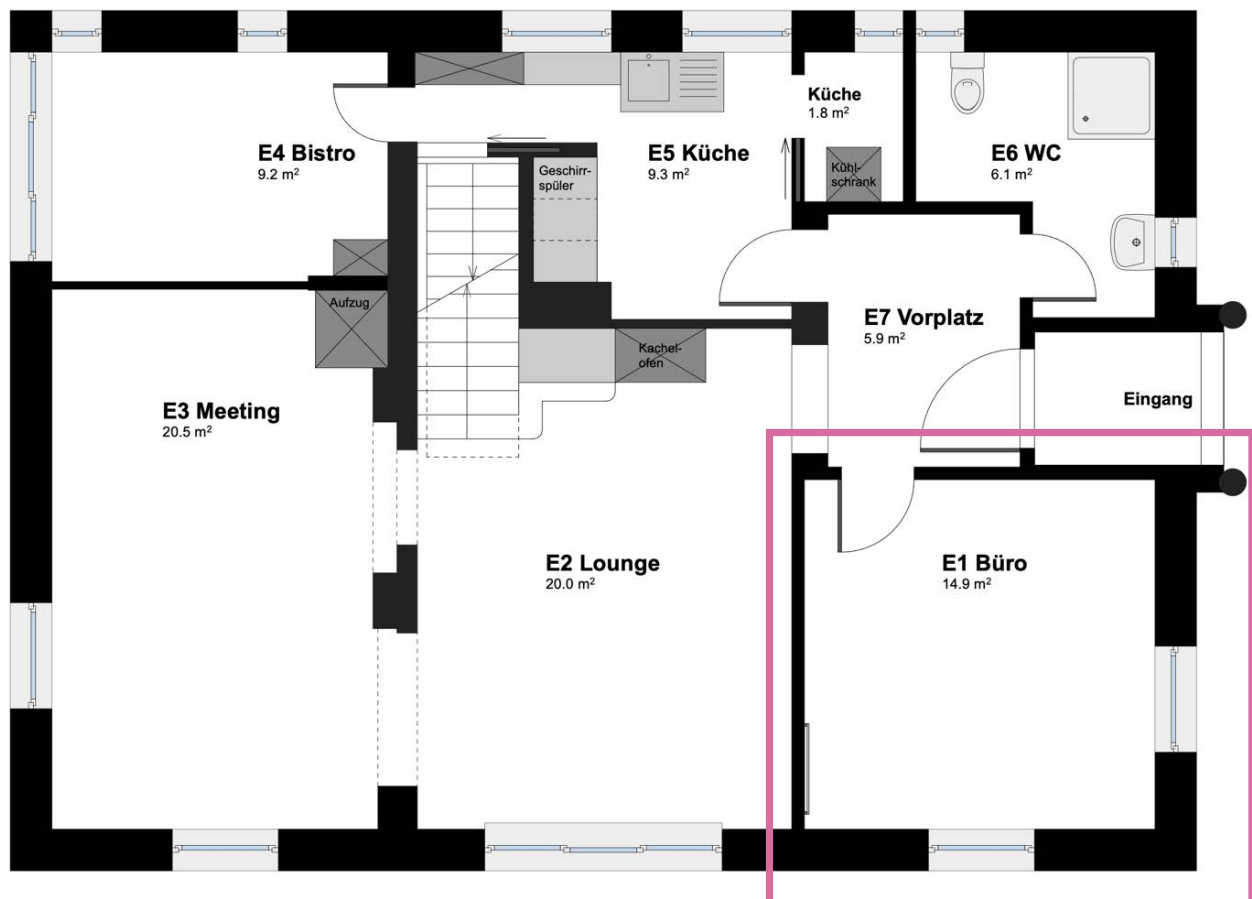 Küche
1.8 m²
E4 Bistro
9.2 m²
E5 Küche
9.3 m²
E6 WC
6.1 m²
Geschirr-
spüler
Kühl-
schrank
Aufzug
E7 Vorplatz
5.9 m²
Kachel-
ofen
Eingang
E3 Meeting
20.5 m²
E2 Lounge
20.0 m²
E1 Büro
14.9 m²